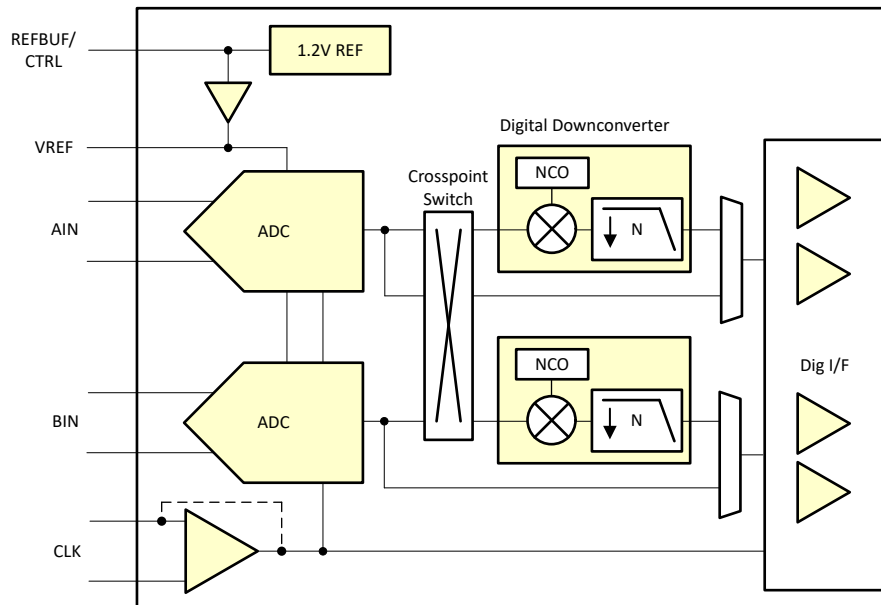 REFBUF/
CTRL
1.2V REF
VREF
Digital Downconverter
Crosspoint
Switch
NCO
AIN
ADC
N
Dig I/F
NCO
BIN
ADC
N
CLK